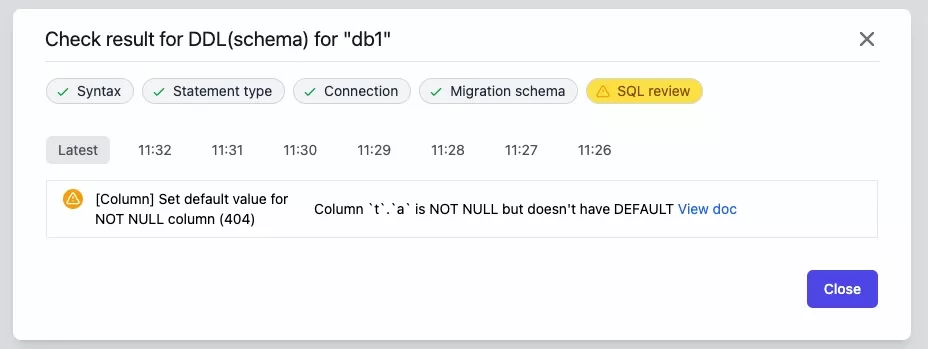 Check result for DDL(schema) for "db1"
Syntax
Statement type
Connection
Migration schema
SQL review
Latest 11:32 11:31 11:30 11:29 11:28 11:27 11:26
[Column] Set default value for
NOT NULL column (404)
Column `t`.`a` is NOT NULL but doesn't have DEFAULT View doc
Close